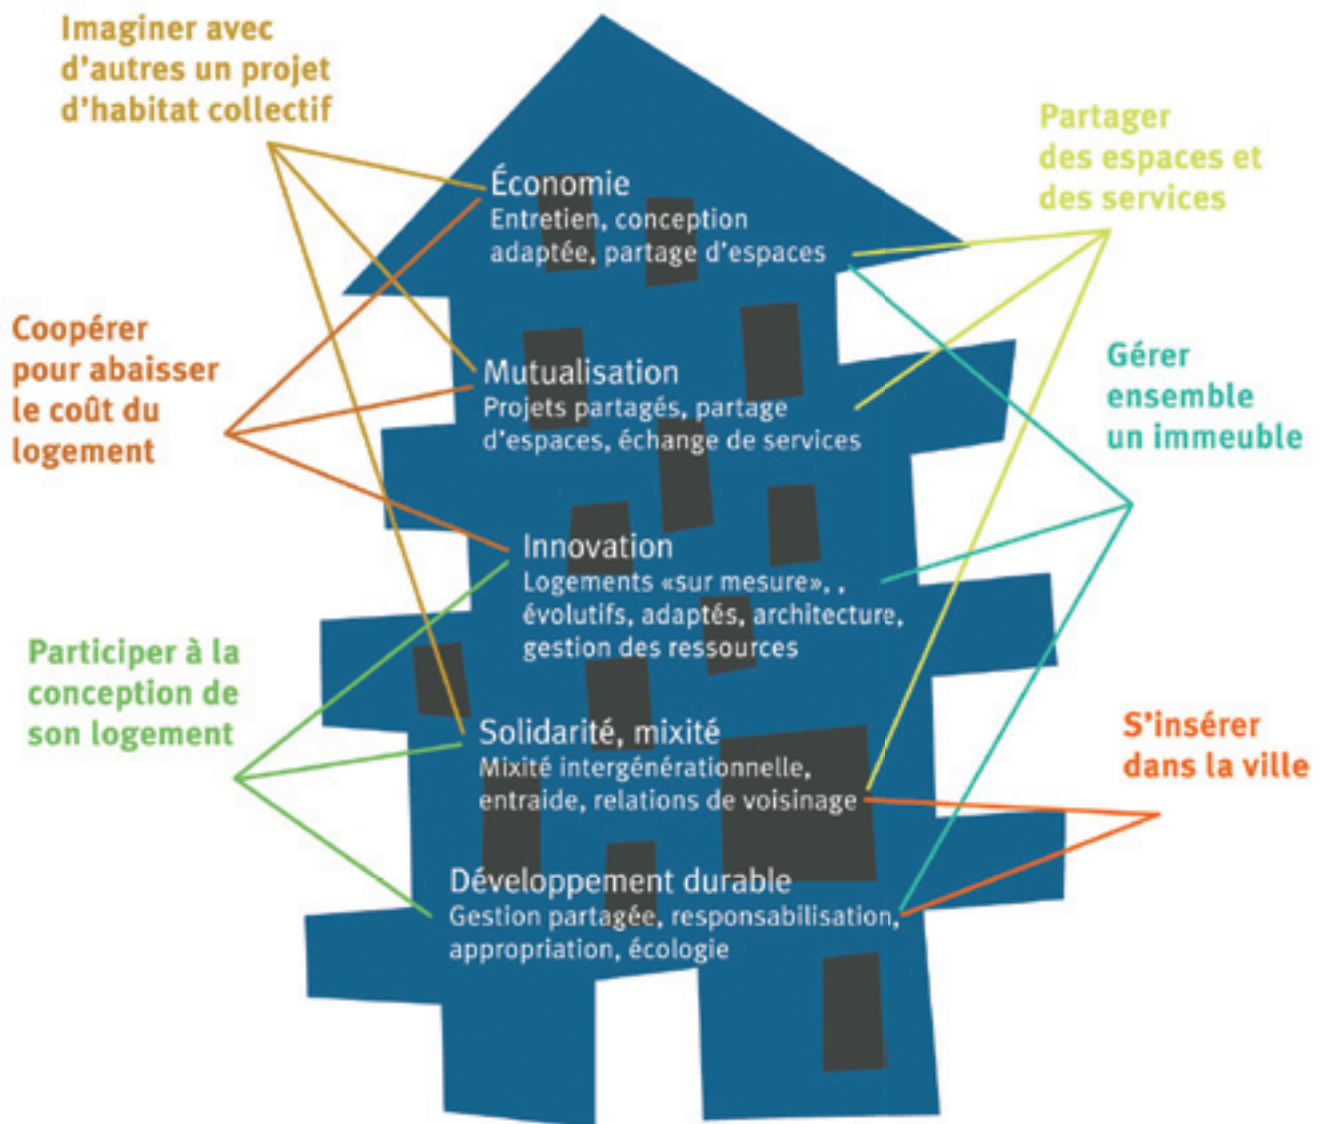 Imaginer avec
d'autres un projet
d'habitat collectif
Coopérer
pour abaisser
le coût du
logement
Participer à la
conception de
son logement
Économie
Entretien, conception
adaptée, partage d'espaces
Mutualisation
Projets partagés, partage
d'espaces, échange de services
Innovation
Logements «sur mesure», ,
évolutifs, adaptés, architecture,
gestion des ressources
Solidarité, mixité
Mixité intergénérationnelle,
entraide, relations de voisinage
Développement durable
Gestion partagée, responsabilisation,
appropriation, écologie
Partager
des espaces et
des services
Gérer
ensemble
un immeuble
S'insérer
dans la ville